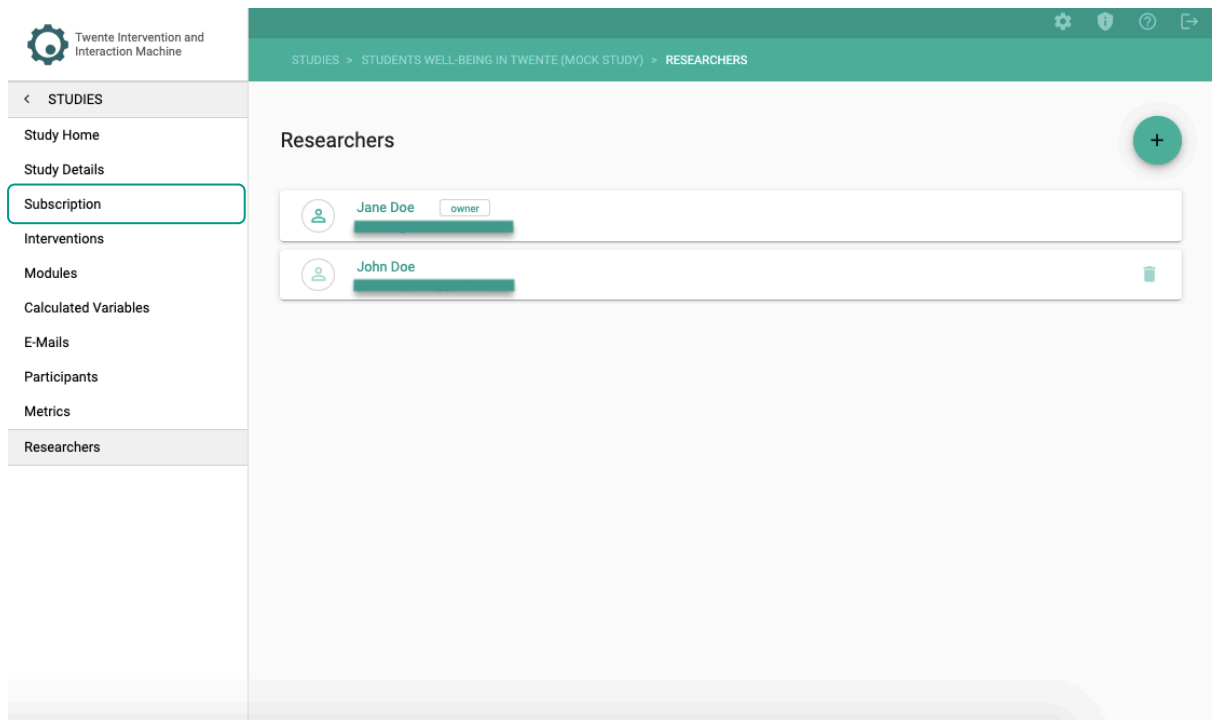 Twente Intervention and
Interaction Machine
STUDIES > STUDENTS WELL-BEING IN TWENTE (MOCK STUDY) > RESEARCHERS
< STUDIES
Study Home
Study Details
Subscription
Interventions
Modules
Calculated Variables
E-Mails
Participants
Metrics
Researchers
Researchers
+
Jane Doe owner
John Doe